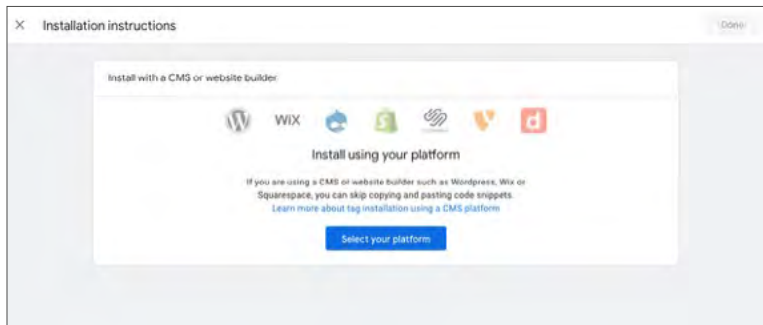 Installation instructions
Done
Install with a CMS or website builder
WIX
Install using your platform
If you are using a CMS or website builder such as Wordpress, Wix or
Squarespace, you can skip copying and pasting code snippets.
Learn more about tag installation using a CMS platform
Select your platform